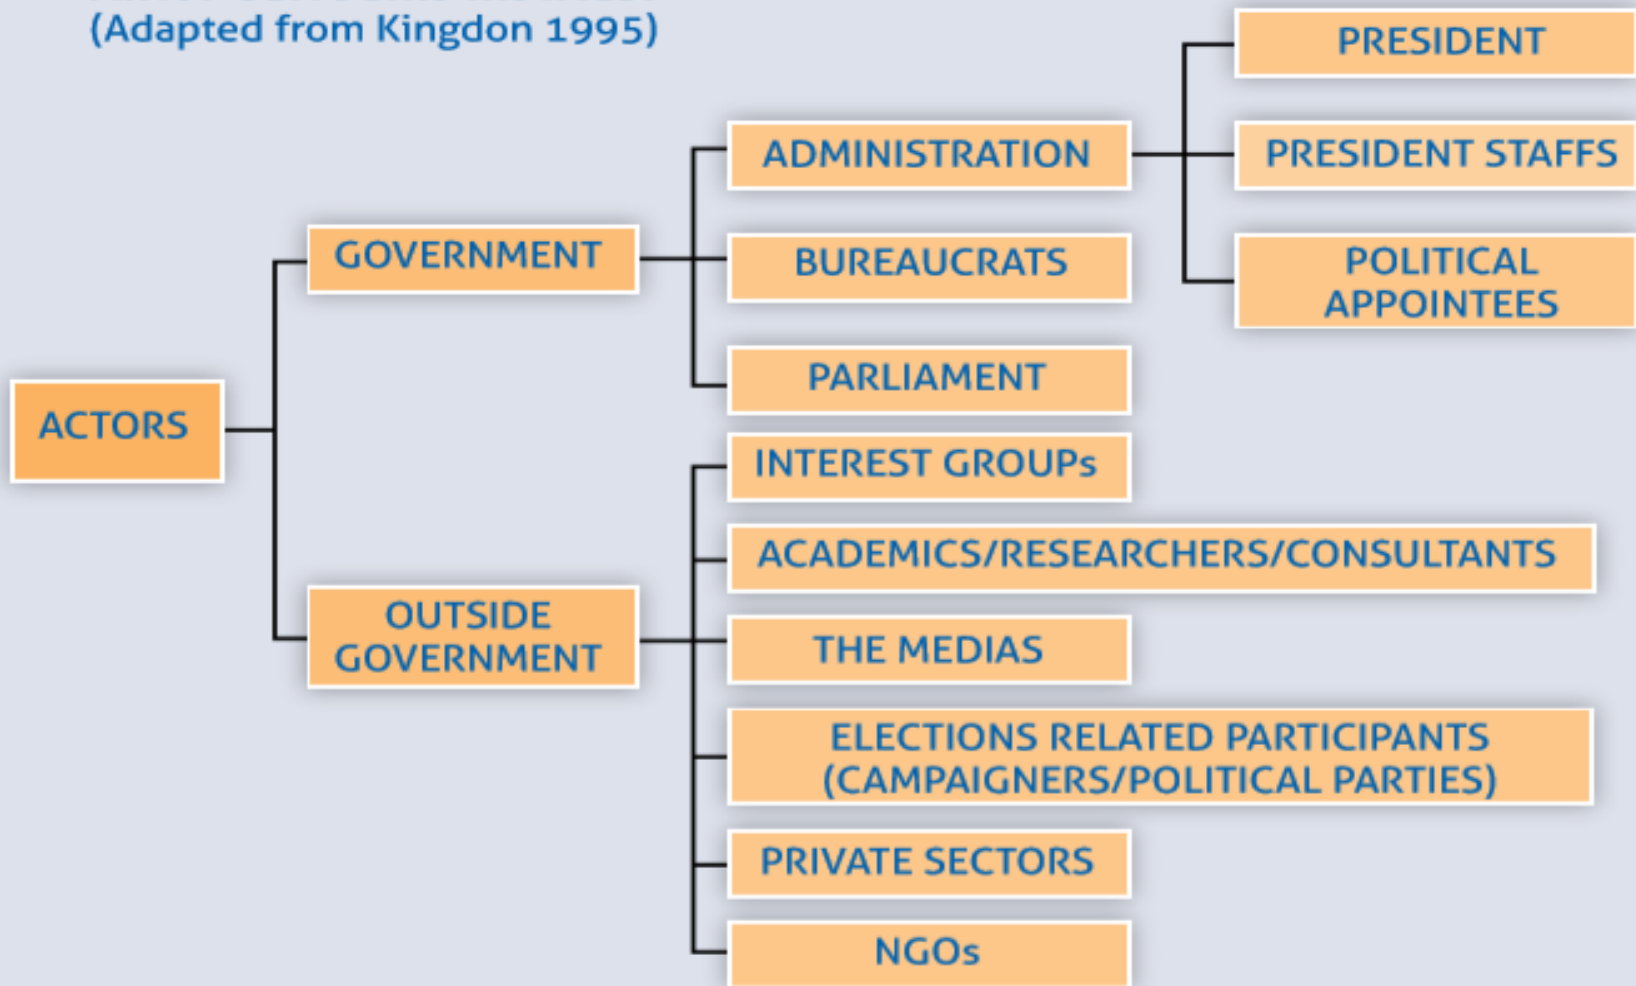 (Adapted from Kingdon 1995)
PRESIDENT
ADMINISTRATION
PRESIDENT STAFFS
GOVERNMENT
BUREAUCRATS
POLITICAL
APPOINTEES
PARLIAMENT
ACTORS
INTEREST GROUPs
ACADEMICS/RESEARCHERS/CONSULTANTS
OUTSIDE
GOVERNMENT
THE MEDIAS
ELECTIONS RELATED PARTICIPANTS
(CAMPAIGNERS/POLITICAL PARTIES)
PRIVATE SECTORS
NGOs